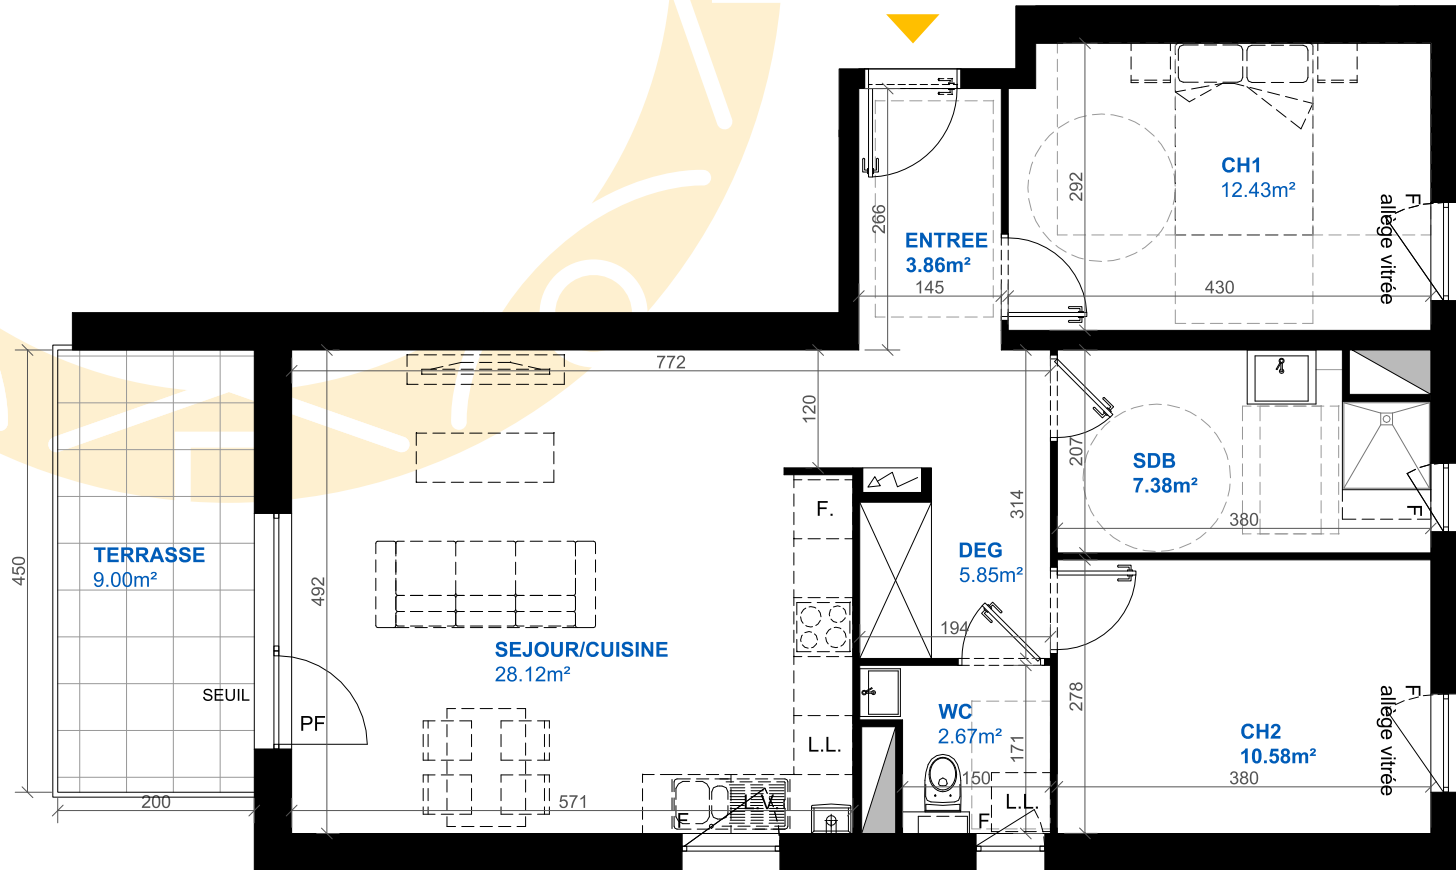 CH1
12.43m²
292
430
F
allège vitrée
266
ENTREE
3.86m²
145
772
120
207
SDB
7.38m²
380
F
314
F.
DEG
5.85m²
194
TERRASSE
9.00m²
450
492
SEJOUR/CUISINE
28.12m²
SEUIL
PF
200
571
L.L.
L.V.
F
WC
2.67m²
171
150
L.L.
F
278
CH2
10.58m²
380
F
allège vitrée